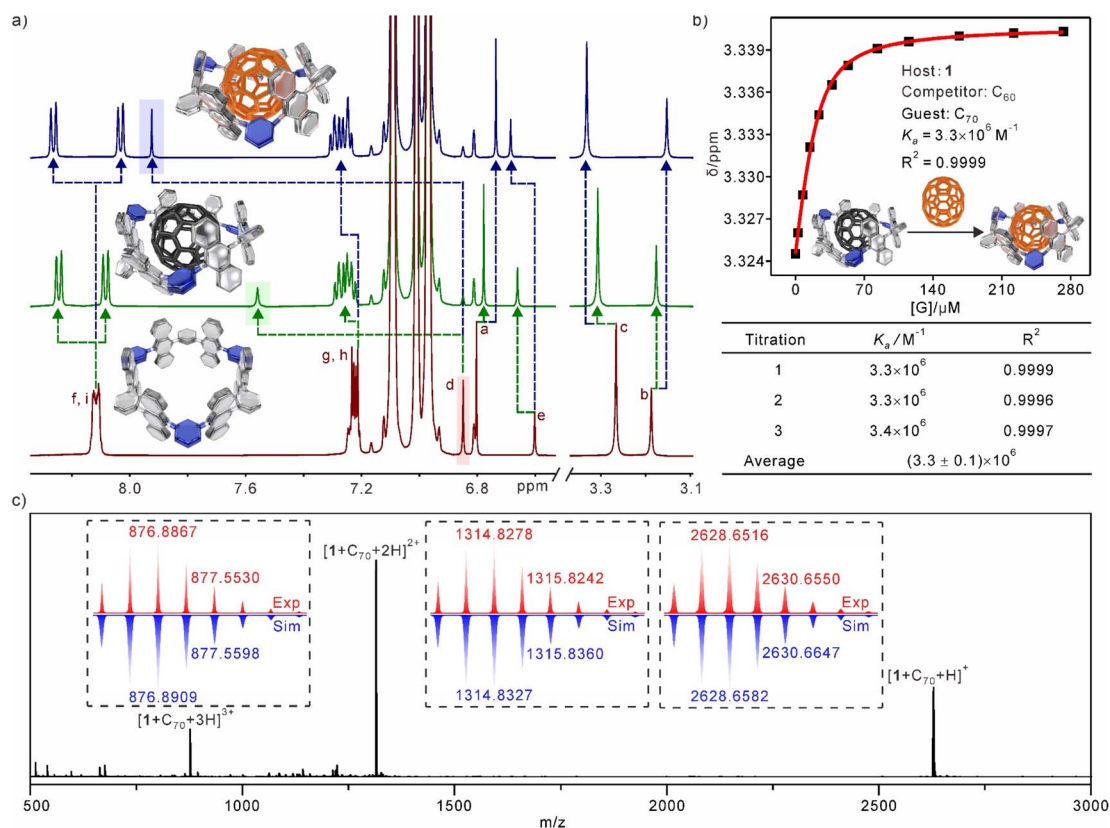 a)
g, h
a
c
f, i
d
b
e
8.0
7.6
7.2
6.8
ppm
3.3
3.2
3.1
b)
3.339
3.336
3.333
3.330
3.327
3.324
δ/ppm
Host: 1
Competitor: C60
Guest: C70
Ka = 3.3×10^6 M^-1
R^2 = 0.9999
0
70
140
210
280
[G]/μM
Titration Ka/M^-1 R^2
1 3.3×10^6 0.9999
2 3.3×10^6 0.9996
3 3.4×10^6 0.9997
Average (3.3 ± 0.1)×10^6
c)
876.8867
877.5530
Exp
Sim
877.5598
876.8909
[1+C70+3H]^3+
[1+C70+2H]^2+
1314.8278
1315.8242
Exp
Sim
1315.8360
1314.8327
2628.6516
2630.6550
Exp
Sim
2630.6647
2628.6582
[1+C70+H]^+
500
1000
1500
2000
2500
3000
m/z